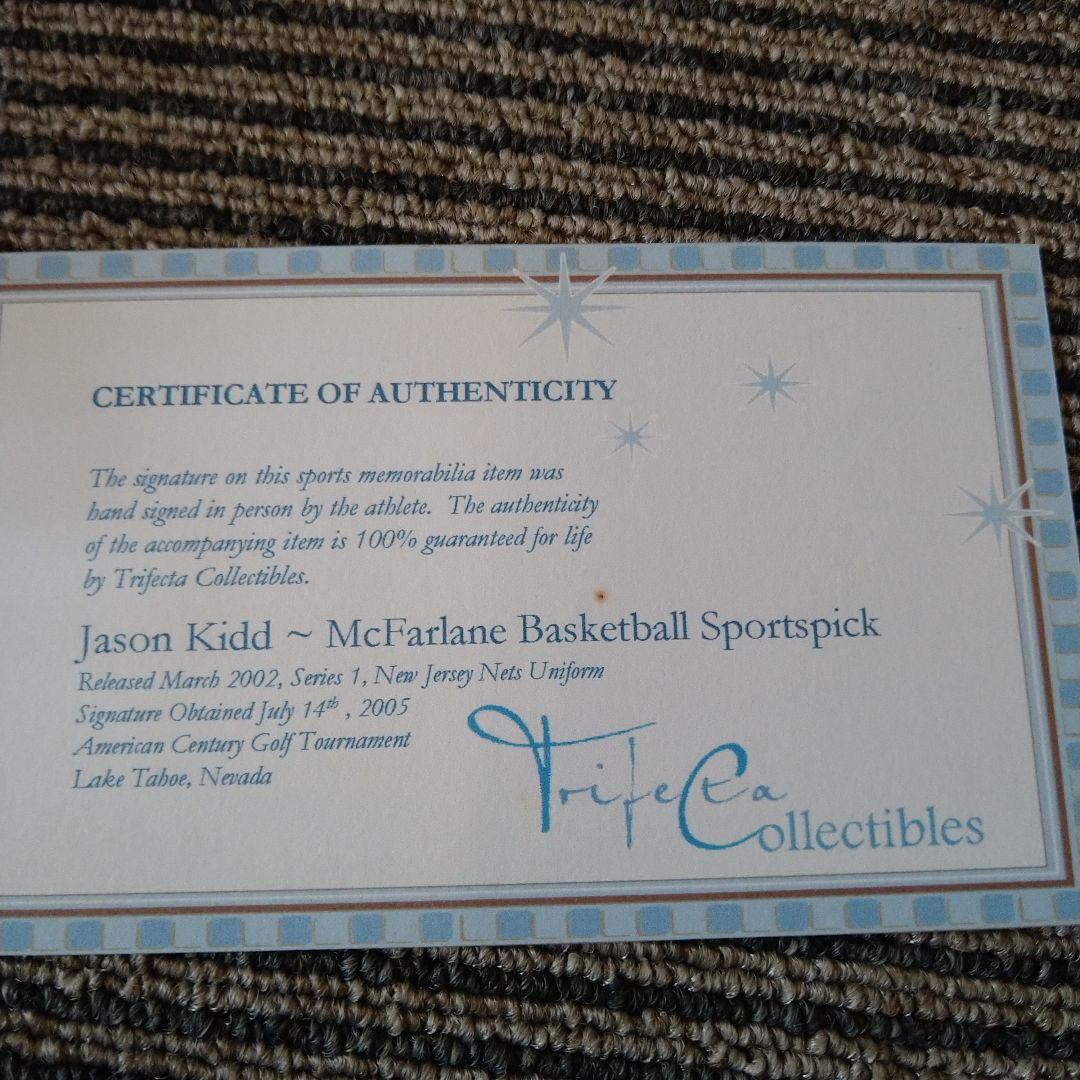 CERTIFICATE OF AUTHENTICITY
The signature on this sports memorabilia item was
hand signed in person by the athlete. The authenticity
of the accompanying item is 100% guaranteed for life
by Trifecta Collectibles.
Jason Kidd ~ McFarlane Basketball Sportspick
Released March 2002, Series 1, New Jersey Nets Uniform
Signature Obtained July 14th , 2005
American Century Golf Tournament
Lake Tahoe, Nevada
Trifecta
Collectibles